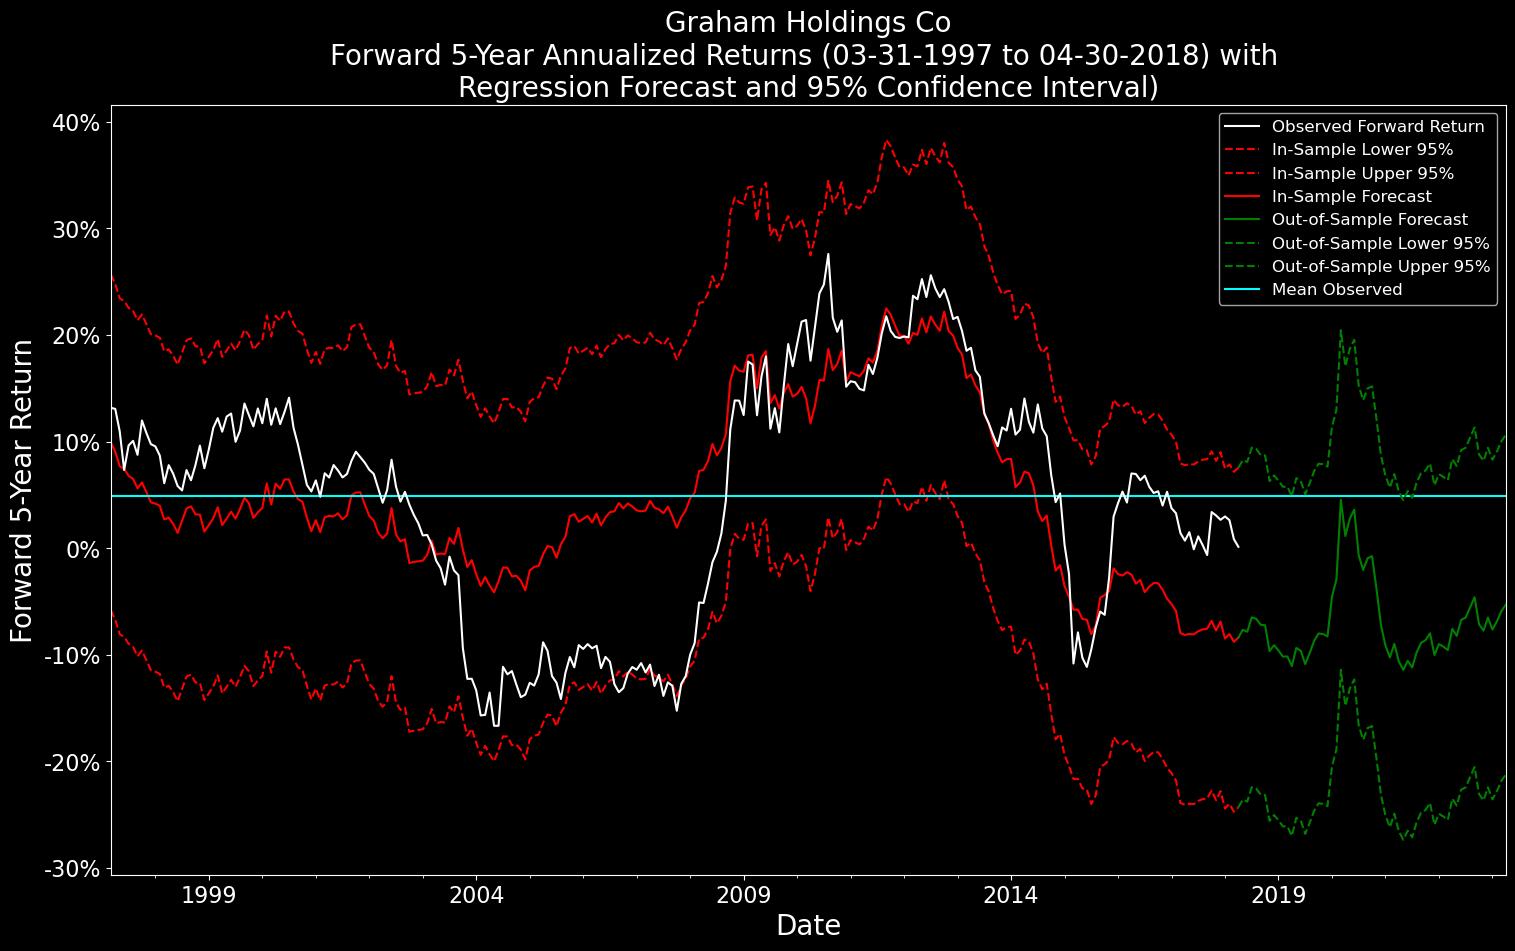 Graham Holdings Co
Forward 5-Year Annualized Returns (03-31-1997 to 04-30-2018) with
Regression Forecast and 95% Confidence Interval)
Forward 5-Year Return
40%
30%
20%
10%
0%
-10%
-20%
-30%
Observed Forward Return
In-Sample Lower 95%
In-Sample Upper 95%
In-Sample Forecast
Out-of-Sample Forecast
Out-of-Sample Lower 95%
Out-of-Sample Upper 95%
Mean Observed
1999
2004
2009
2014
2019
Date